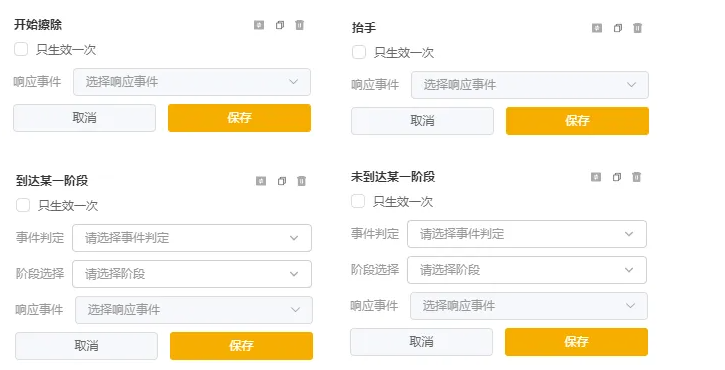 开始擦除
只生效一次
响应事件 选择响应事件
取消 保存
抬手
只生效一次
响应事件 选择响应事件
取消 保存
到达某一阶段
只生效一次
事件判定 请选择事件判定
阶段选择 请选择阶段
响应事件 选择响应事件
取消 保存
未到达某一阶段
只生效一次
事件判定 请选择事件判定
阶段选择 请选择阶段
响应事件 选择响应事件
取消 保存